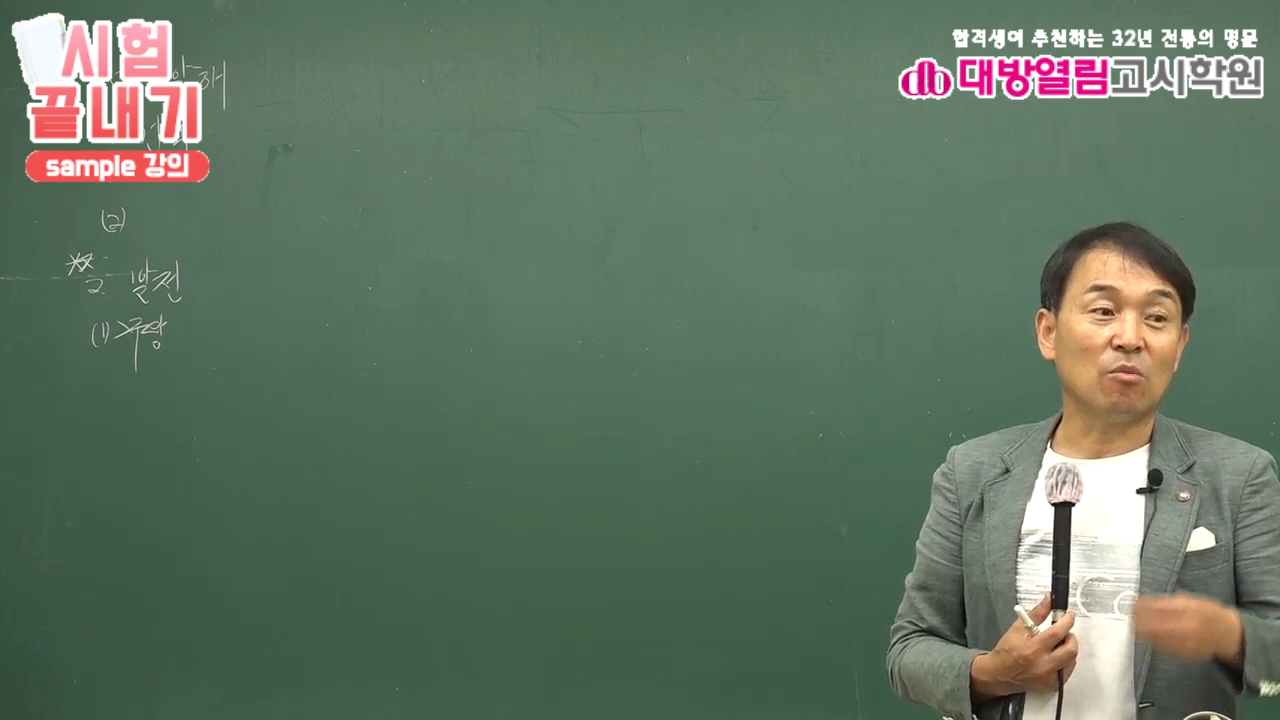 시험
끝내기
sample 강의
합격생이 추천하는 32년 전통의 명문
대방열림고시학원
(2)
2. 발전
(1)